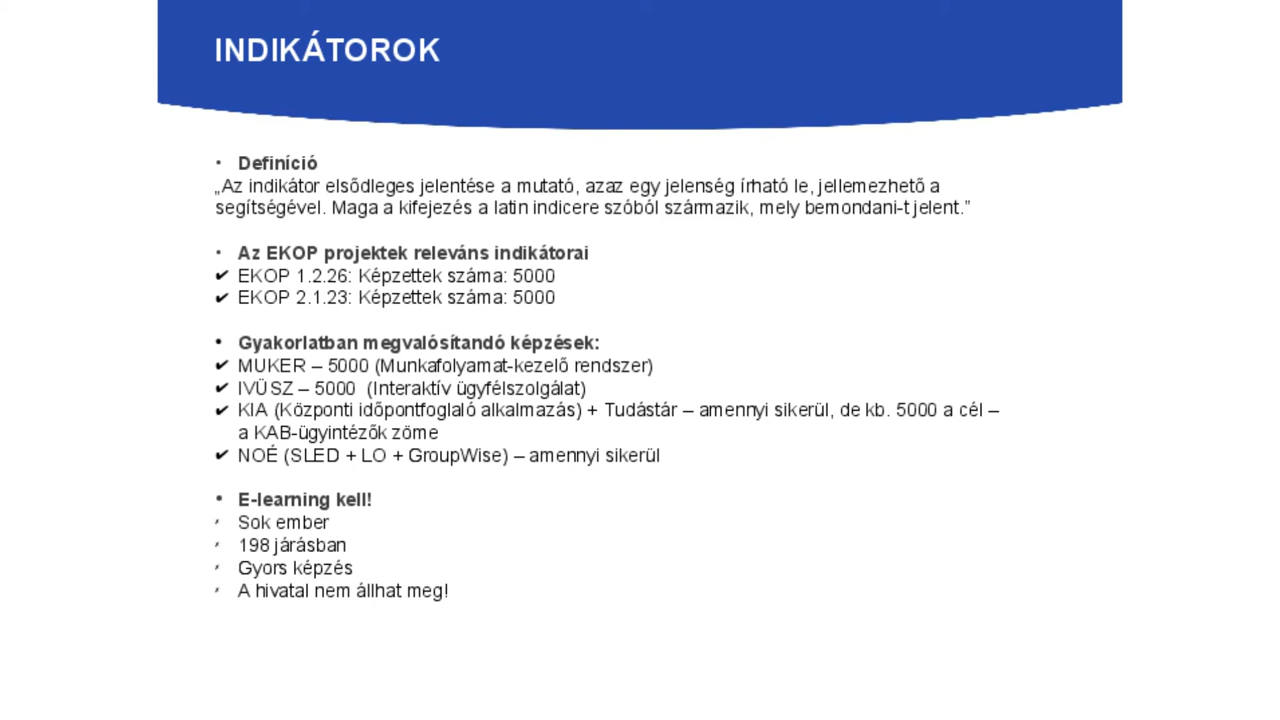 INDIKÁTOROK
• Definíció
„Az indikátor elsődleges jelentése a mutató, azaz egy jelenség írható le, jellemezhető a
segítségével. Maga a kifejezés a latin indicere szóból származik, mely bemondani-t jelent.”
• Az EKOP projektek releváns indikátorai
✔ EKOP 1.2.26: Képzettek száma: 5000
✔ EKOP 2.1.23: Képzettek száma: 5000
• Gyakorlatban megvalósítandó képzések:
✔ MUKER – 5000 (Munkafolyamat-kezelő rendszer)
✔ IVÜSZ – 5000 (Interaktív ügyfélszolgálat)
✔ KIA (Központi időpontfoglaló alkalmazás) + Tudástár – amennyi sikerül, de kb. 5000 a cél –
a KAB-ügyintézők zöme
✔ NOÉ (SLED + LO + GroupWise) – amennyi sikerül
• E-learning kell!
Sok ember
198 járásban
Gyors képzés
A hivatal nem állhat meg!